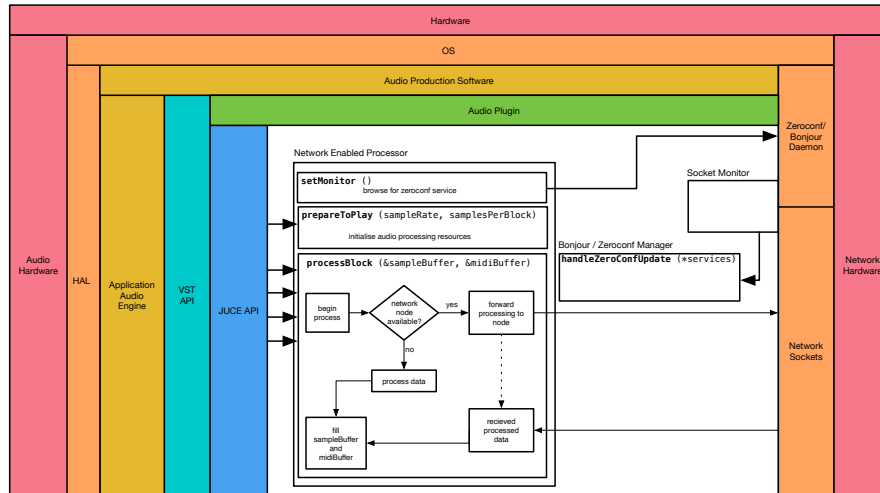 Hardware
OS
Audio Production Software
Audio Plugin
Zeroconf/
Bonjour
Daemon
Network Enabled Processor
setMonitor ()
browse for zeroconf service
Socket Monitor
prepareToPlay (sampleRate, samplesPerBlock)
initialise audio processing resources
Bonjour / Zeroconf Manager
handleZeroConfUpdate (*services)
processBlock (&sampleBuffer, &midiBuffer)
Audio
Hardware
HAL
Application
Audio
Engine
VST
API
JUCE API
begin
process
network
node
available?
yes
forward
processing to
node
no
process data
fill
sampleBuffer
and
midiBuffer
recieved
processed
data
Network
Sockets
Network
Hardware